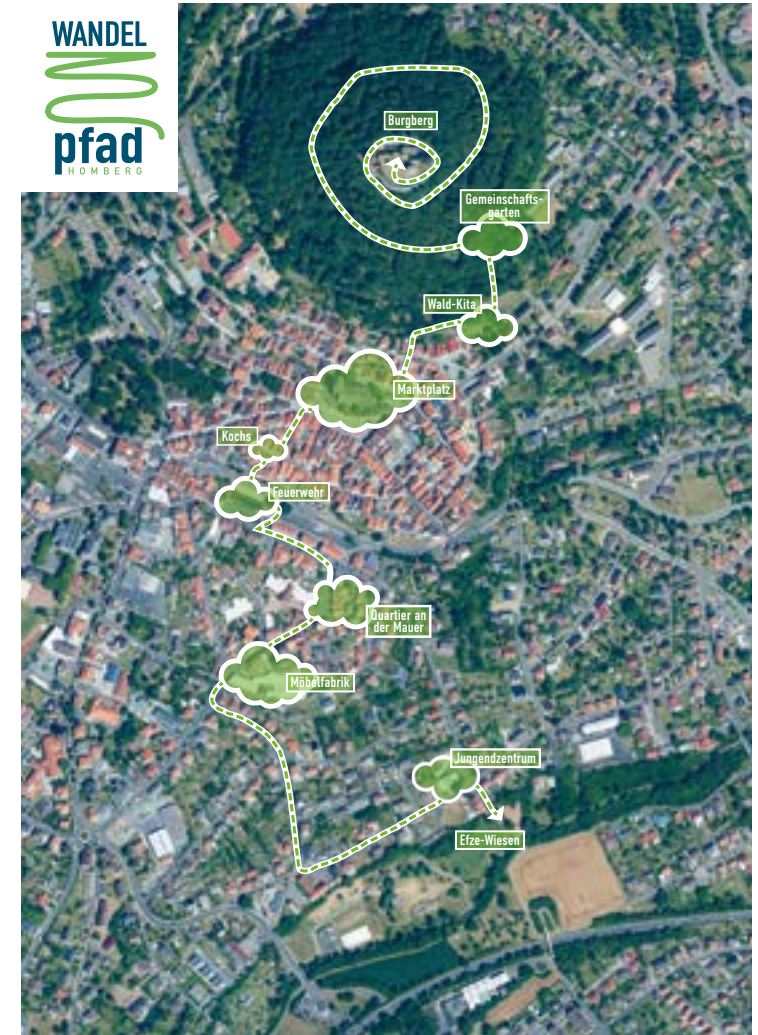 WANDEL
pfad
HOMBERG
Burgberg
Gemeinschafts-
garten
Wald-Kita
Marktplatz
Kochs
Feuerwehr
Quartier an
der Mauer
Möbelfabrik
Jungendzentrum
Efze-Wiesen